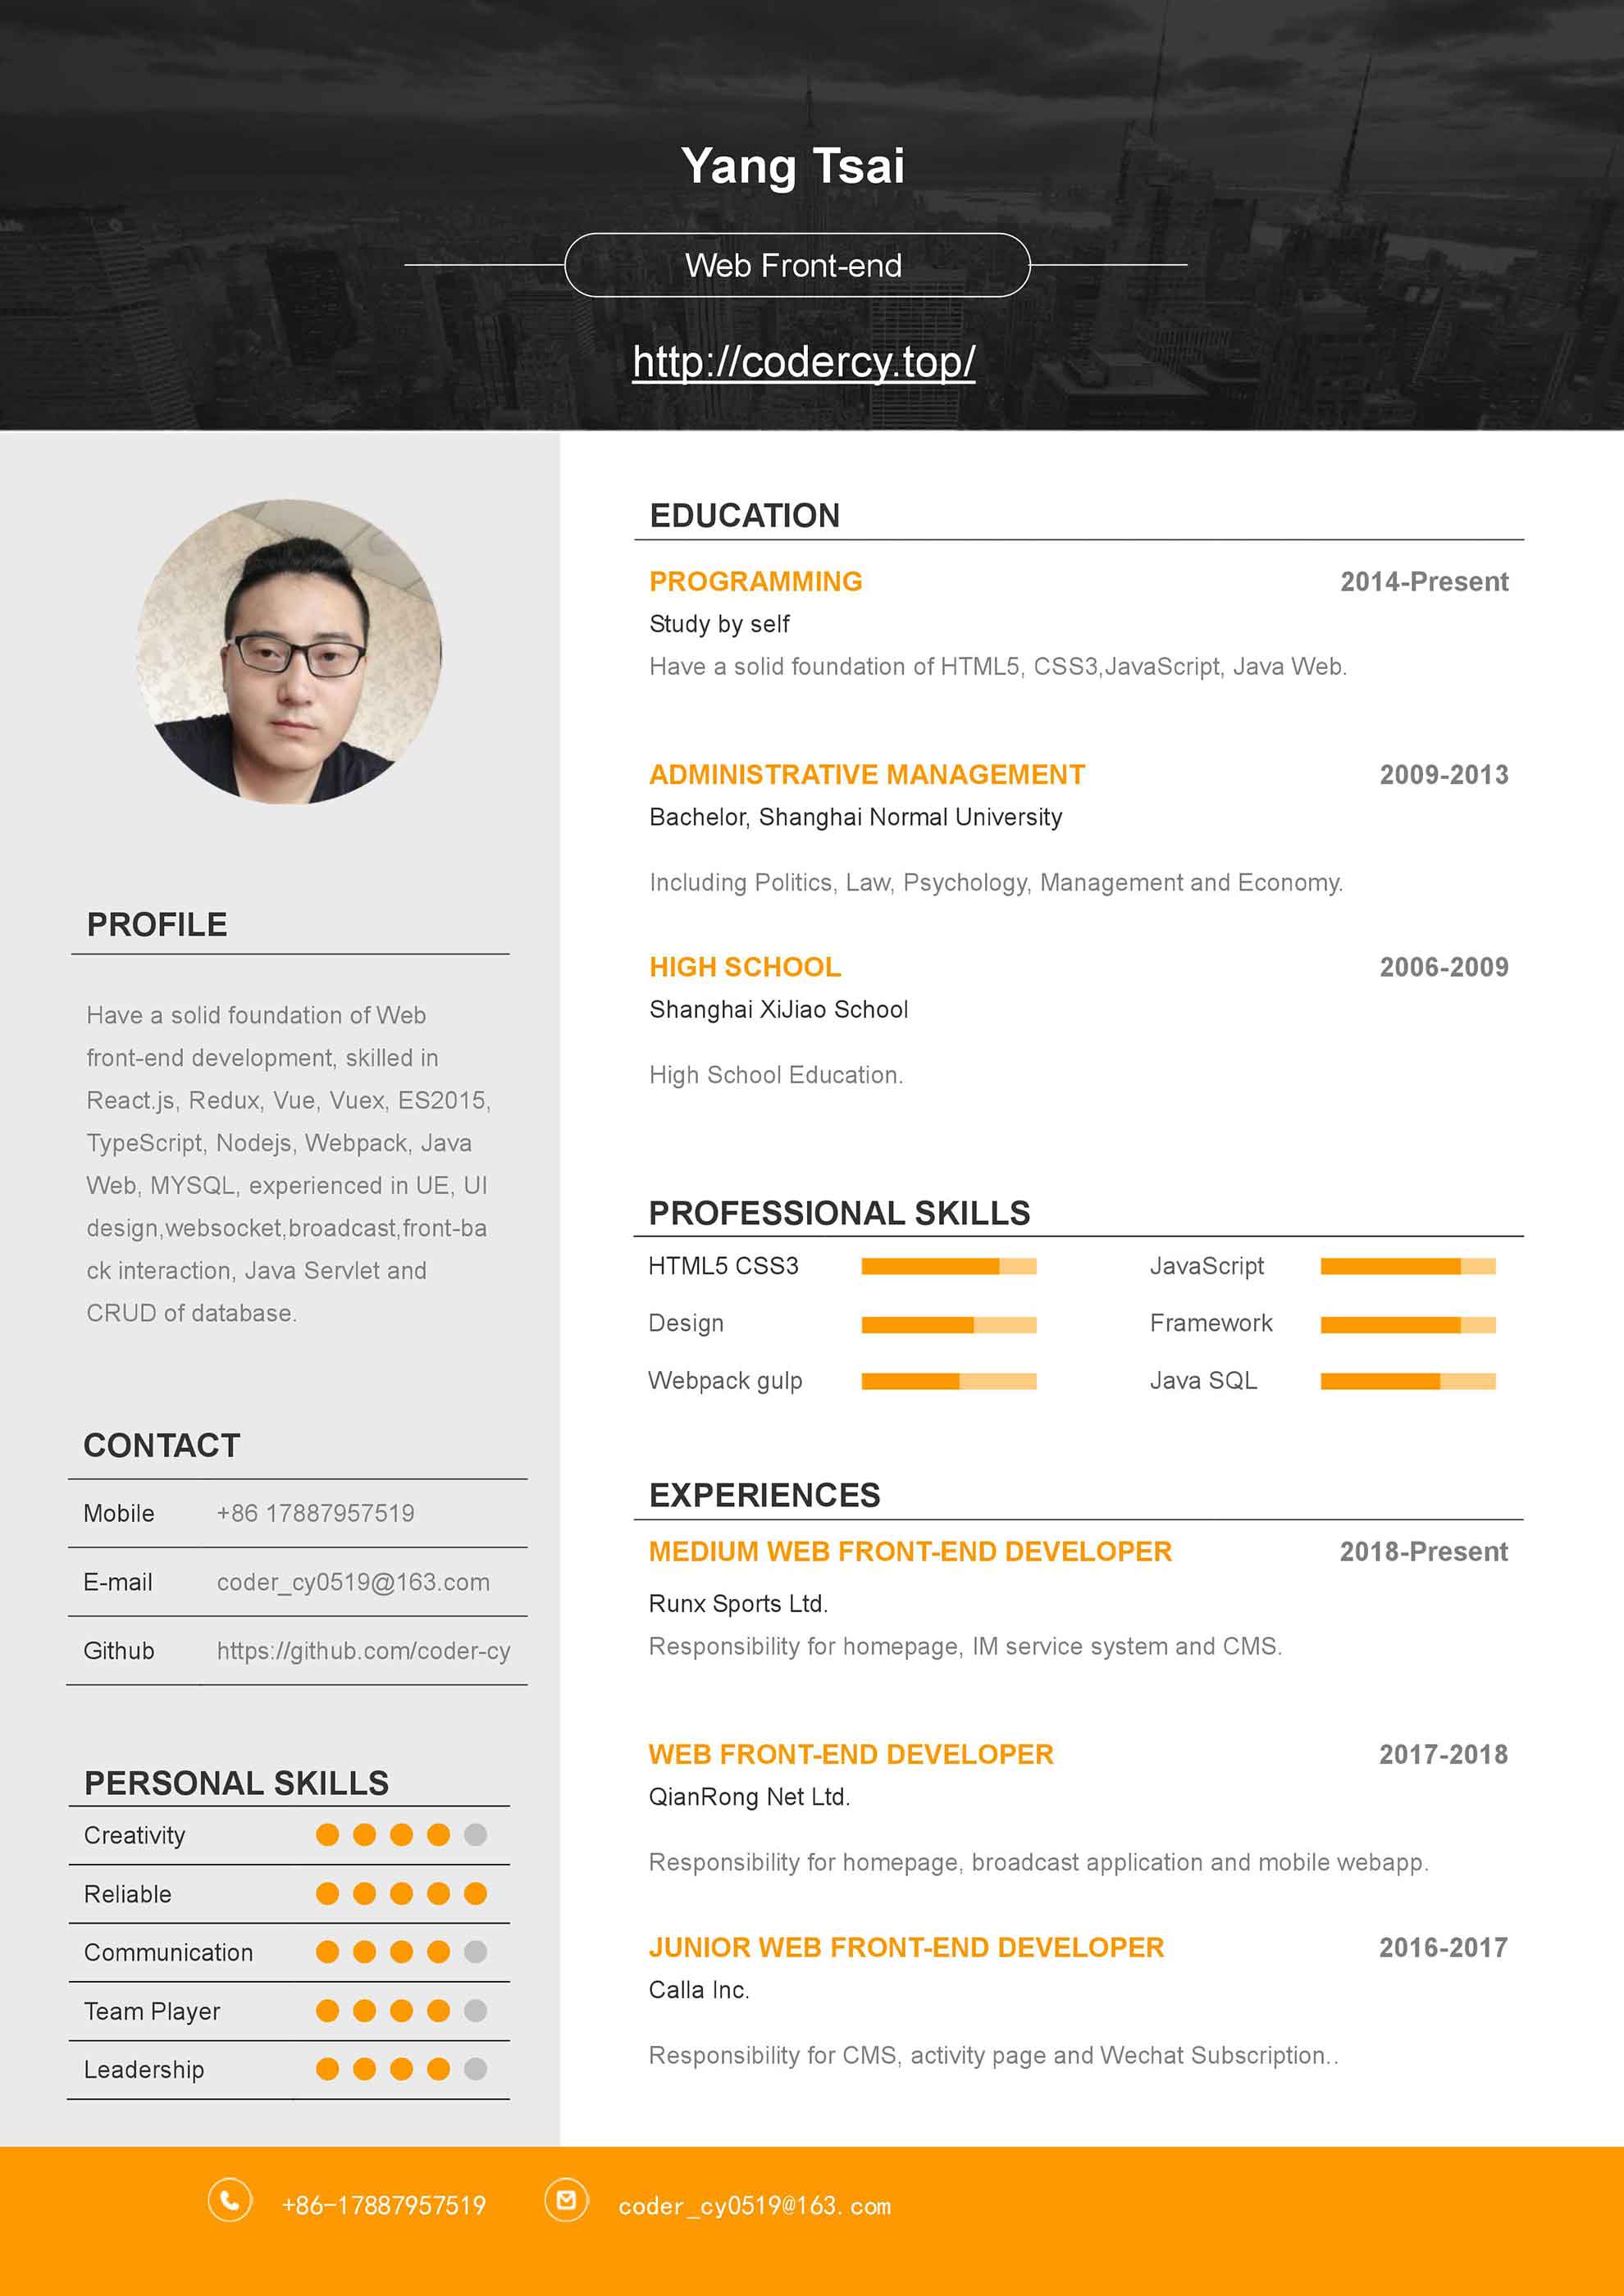 Yang Tsai
Web Front-end
http://codercy.top/
PROFILE
Have a solid foundation of Web
front-end development, skilled in
React.js, Redux, Vue, Vuex, ES2015,
TypeScript, Nodejs, Webpack, Java
Web, MYSQL, experienced in UE, UI
design,websocket,broadcast,front-ba
ck interaction, Java Servlet and
CRUD of database.
CONTACT
Mobile +86 17887957519
E-mail coder_cy0519@163.com
Github https://github.com/coder-cy
PERSONAL SKILLS
Creativity
Reliable
Communication
Team Player
Leadership
EDUCATION
PROGRAMMING 2014-Present
Study by self
Have a solid foundation of HTML5, CSS3,JavaScript, Java Web.
ADMINISTRATIVE MANAGEMENT 2009-2013
Bachelor, Shanghai Normal University
Including Politics, Law, Psychology, Management and Economy.
HIGH SCHOOL 2006-2009
Shanghai XiJiao School
High School Education.
PROFESSIONAL SKILLS
HTML5 CSS3 JavaScript
Design Framework
Webpack gulp Java SQL
EXPERIENCES
MEDIUM WEB FRONT-END DEVELOPER 2018-Present
Runx Sports Ltd.
Responsibility for homepage, IM service system and CMS.
WEB FRONT-END DEVELOPER 2017-2018
QianRong Net Ltd.
Responsibility for homepage, broadcast application and mobile webapp.
JUNIOR WEB FRONT-END DEVELOPER 2016-2017
Calla Inc.
Responsibility for CMS, activity page and Wechat Subscription..
+86-17887957519 coder_cy0519@163.com